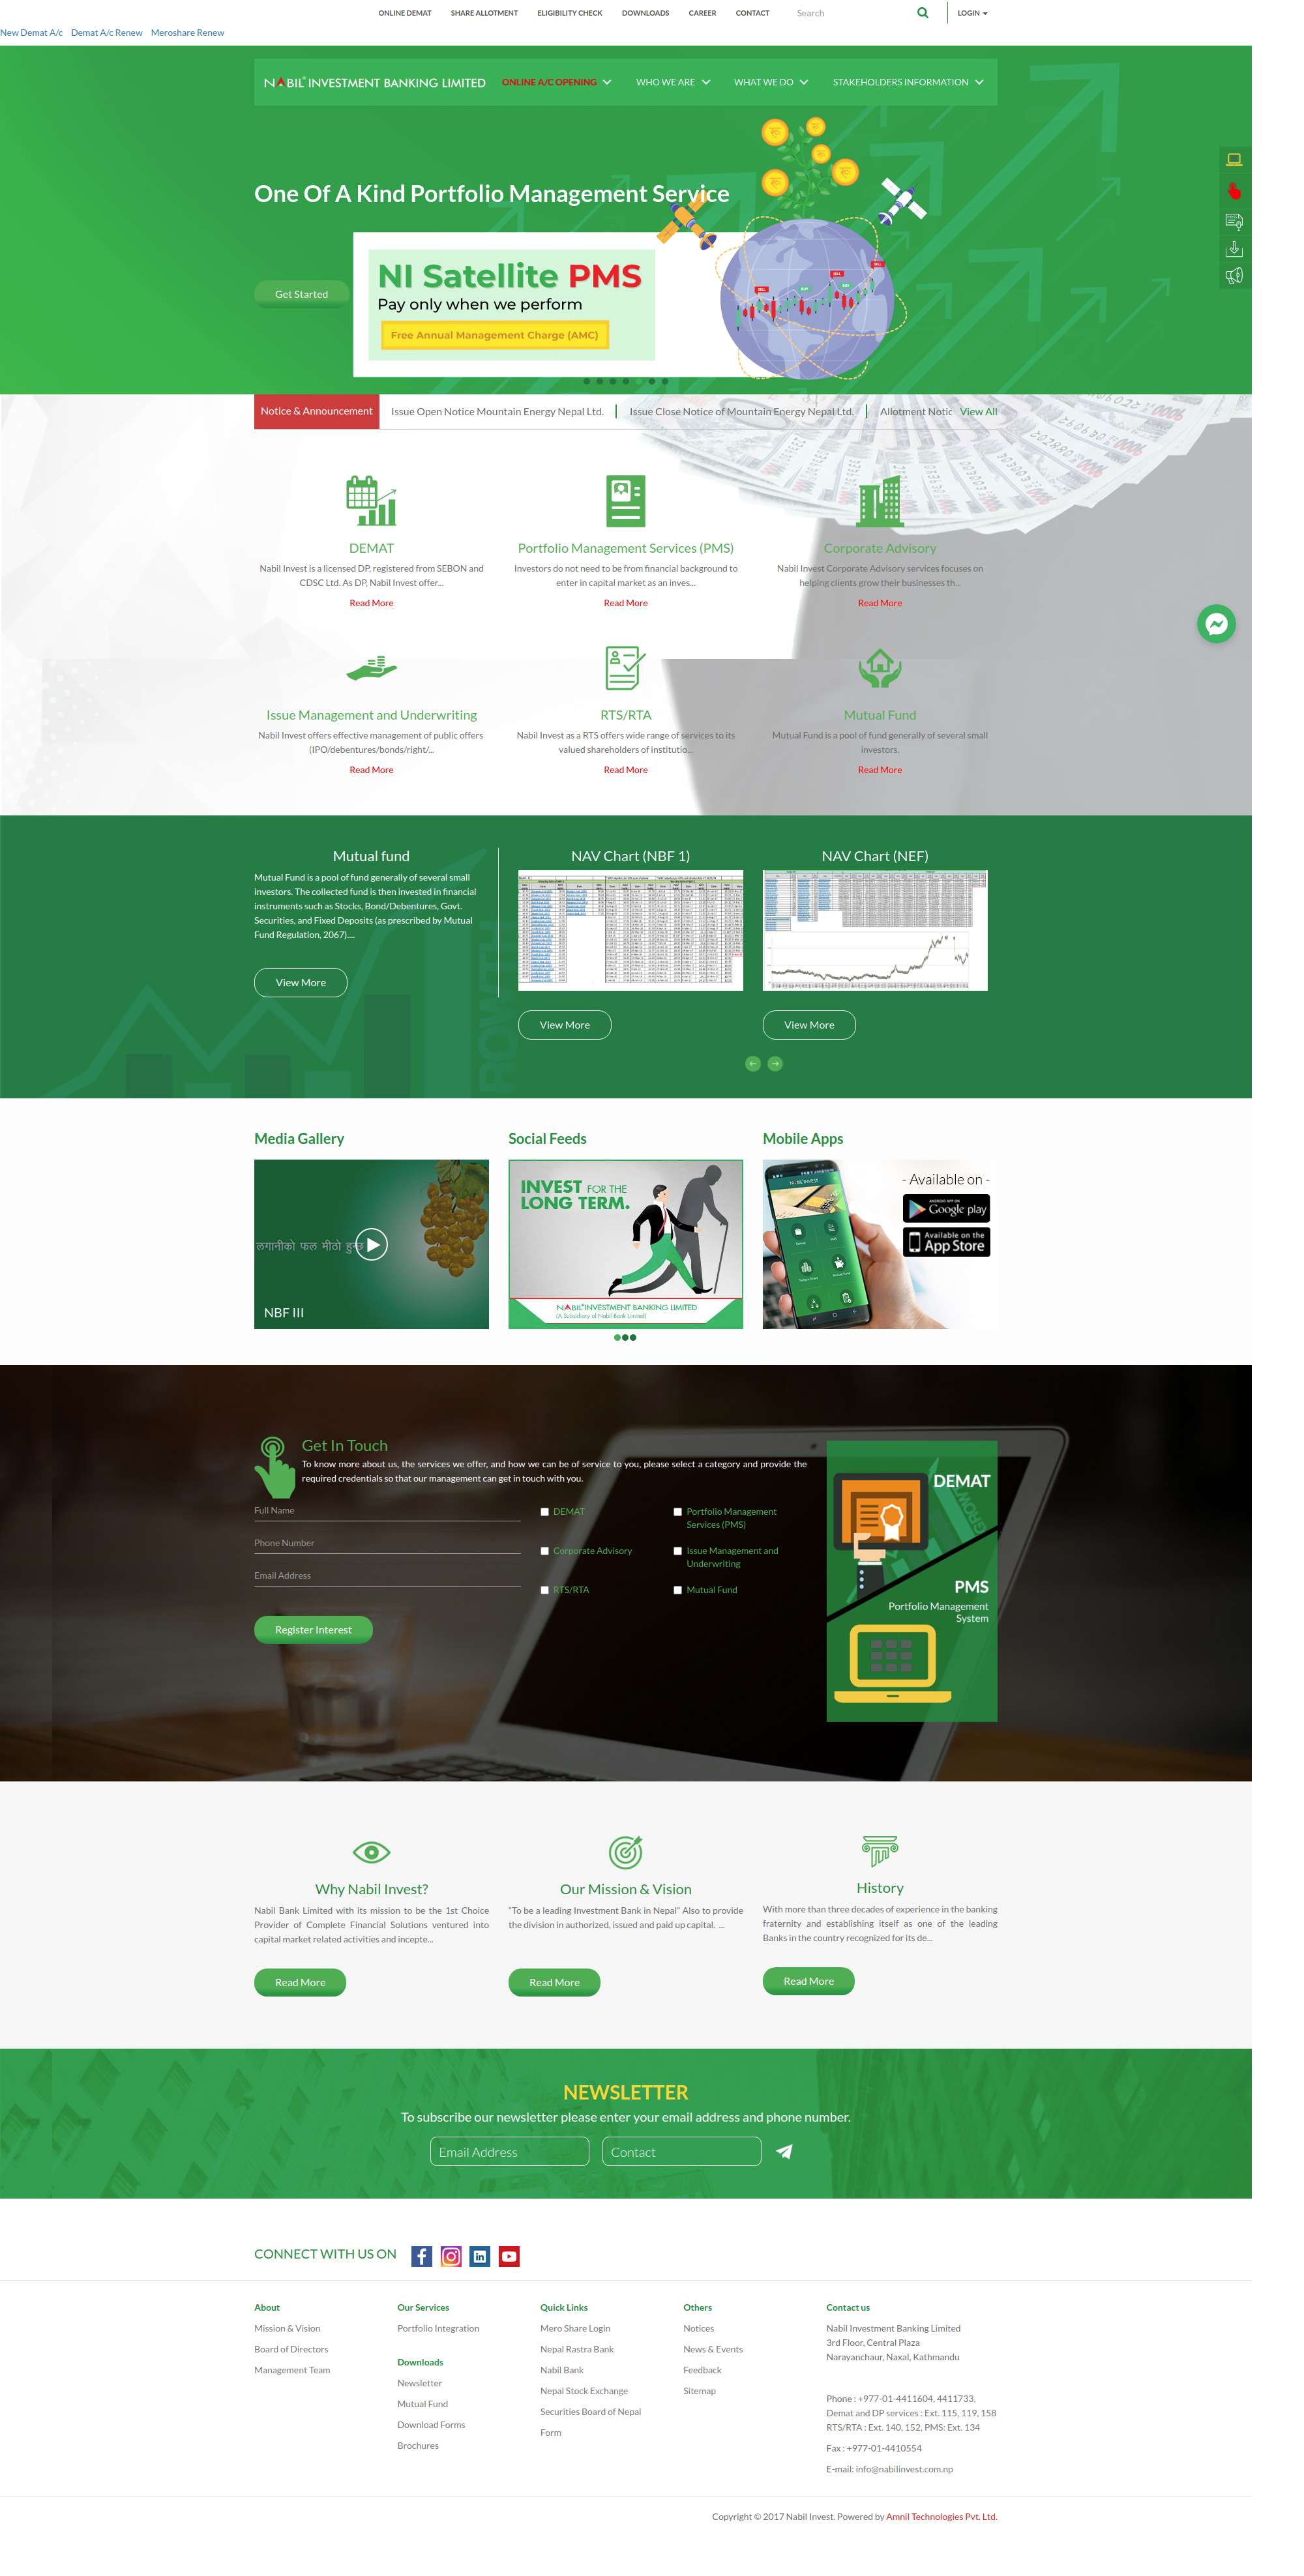 ONLINE DEMAT SHARE ALLOTMENT ELIGIBILITY CHECK DOWNLOADS CAREER CONTACT Search LOGIN
New Demat A/c Demat A/c Renew Meroshare Renew
NABIL INVESTMENT BANKING LIMITED ONLINE A/C OPENING WHO WE ARE WHAT WE DO STAKEHOLDERS INFORMATION
One Of A Kind Portfolio Management Service
NI Satellite PMS
Pay only when we perform
Free Annual Management Charge (AMC)
Get Started
SELL
SELL
SELL
BUY
BUY
Notice & Announcement Issue Open Notice Mountain Energy Nepal Ltd. Issue Close Notice of Mountain Energy Nepal Ltd. Allotment Notic View All
DEMAT
Nabil Invest is a licensed DP, registered from SEBON and
CDSC Ltd. As DP, Nabil Invest offer...
Read More
Portfolio Management Services (PMS)
Investors do not need to be from financial background to
enter in capital market as an inves...
Read More
Corporate Advisory
Nabil Invest Corporate Advisory services focuses on
helping clients grow their businesses th...
Read More
Issue Management and Underwriting
Nabil Invest offers effective management of public offers
(IPO/debentures/bonds/right/...
Read More
RTS/RTA
Nabil Invest as a RTS offers wide range of services to its
valued shareholders of institutio...
Read More
Mutual Fund
Mutual Fund is a pool of fund generally of several small
investors.
Read More
Mutual fund
Mutual Fund is a pool of fund generally of several small
investors. The collected fund is then invested in financial
instruments such as Stocks, Bond/Debentures, Govt.
Securities, and Fixed Deposits (as prescribed by Mutual
Fund Regulation, 2067)....
View More
NAV Chart (NBF 1)
View More
NAV Chart (NEF)
View More
Media Gallery
लगानीको फल मीठो हुन्छ
NBF III
Social Feeds
INVEST FOR THE
LONG TERM.
NABIL INVESTMENT BANKING LIMITED
(A Subsidiary of Nabil Bank Limited)
Mobile Apps
- Available on -
ANDROID APP ON
Google play
Available on the
App Store
NABIL INVEST
Get In Touch
To know more about us, the services we offer, and how we can be of service to you, please select a category and provide the
required credentials so that our management can get in touch with you.
Full Name
Phone Number
Email Address
DEMAT
Portfolio Management
Services (PMS)
Corporate Advisory
Issue Management and
Underwriting
RTS/RTA
Mutual Fund
Register Interest
DEMAT
GROWTH
PMS
Portfolio Management
System
Why Nabil Invest?
Nabil Bank Limited with its mission to be the 1st Choice
Provider of Complete Financial Solutions ventured into
capital market related activities and incepte...
Read More
Our Mission & Vision
"To be a leading Investment Bank in Nepal" Also to provide
the division in authorized, issued and paid up capital. ...
Read More
History
With more than three decades of experience in the banking
fraternity and establishing itself as one of the leading
Banks in the country recognized for its de...
Read More
NEWSLETTER
To subscribe our newsletter please enter your email address and phone number.
Email Address Contact
CONNECT WITH US ON
About
Mission & Vision
Board of Directors
Management Team
Our Services
Portfolio Integration
Downloads
Newsletter
Mutual Fund
Download Forms
Brochures
Quick Links
Mero Share Login
Nepal Rastra Bank
Nabil Bank
Nepal Stock Exchange
Securities Board of Nepal
Form
Others
Notices
News & Events
Feedback
Sitemap
Contact us
Nabil Investment Banking Limited
3rd Floor, Central Plaza
Narayanchaur, Naxal, Kathmandu
Phone : +977-01-4411604, 4411733,
Demat and DP services : Ext. 115, 119, 158
RTS/RTA : Ext. 140, 152, PMS: Ext. 134
Fax : +977-01-4410554
E-mail: info@nabilinvest.com.np
Copyright © 2017 Nabil Invest. Powered by Amnil Technologies Pvt. Ltd.